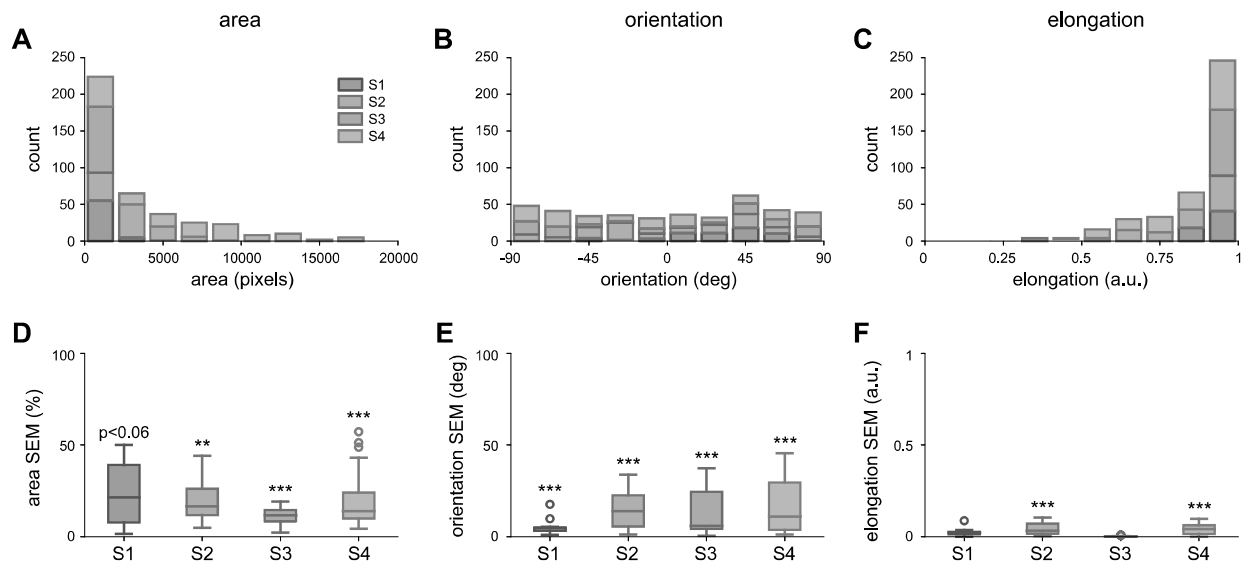 area
orientation
elongation
A
B
C
250
200
150
100
50
0
count
0
5000
10000
15000
20000
area (pixels)
S1
S2
S3
S4
250
200
150
100
50
0
count
-90
-45
0
45
90
orientation (deg)
250
200
150
100
50
0
count
0
0.25
0.5
0.75
1
elongation (a.u.)
D
E
F
100
50
0
area SEM (%)
p<0.06
**
***
***
S1
S2
S3
S4
100
50
0
orientation SEM (deg)
***
***
***
***
S1
S2
S3
S4
1
0.5
0
elongation SEM (a.u.)
***
***
S1
S2
S3
S4